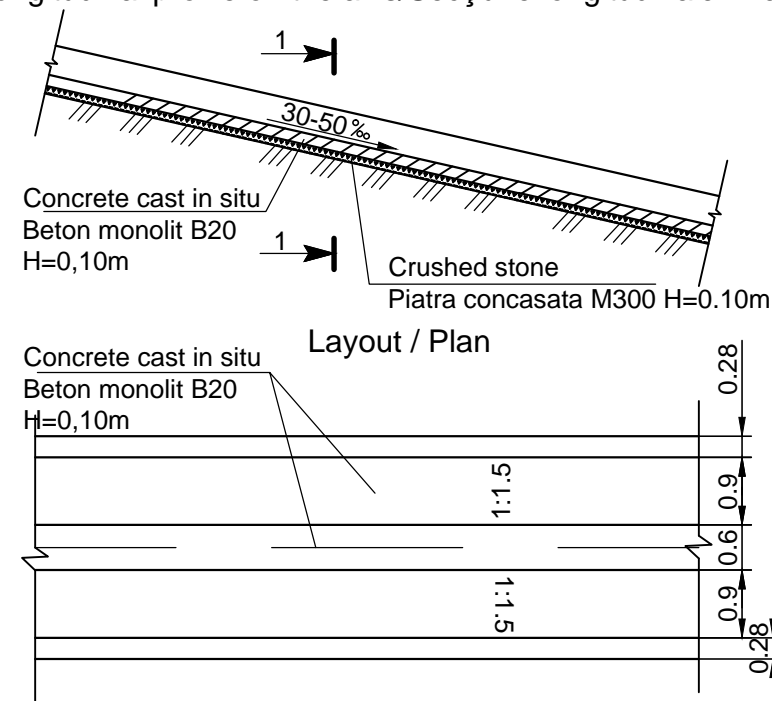 1
30-50‰
Concrete cast in situ
Beton monolit B20
H=0,10m
1
Crushed stone
Piatra concasata M300 H=0.10m
Layout / Plan
Concrete cast in situ
Beton monolit B20
H=0,10m
0.28
1:1.5
0.9
0.6
1:1.5
0.9
0.28